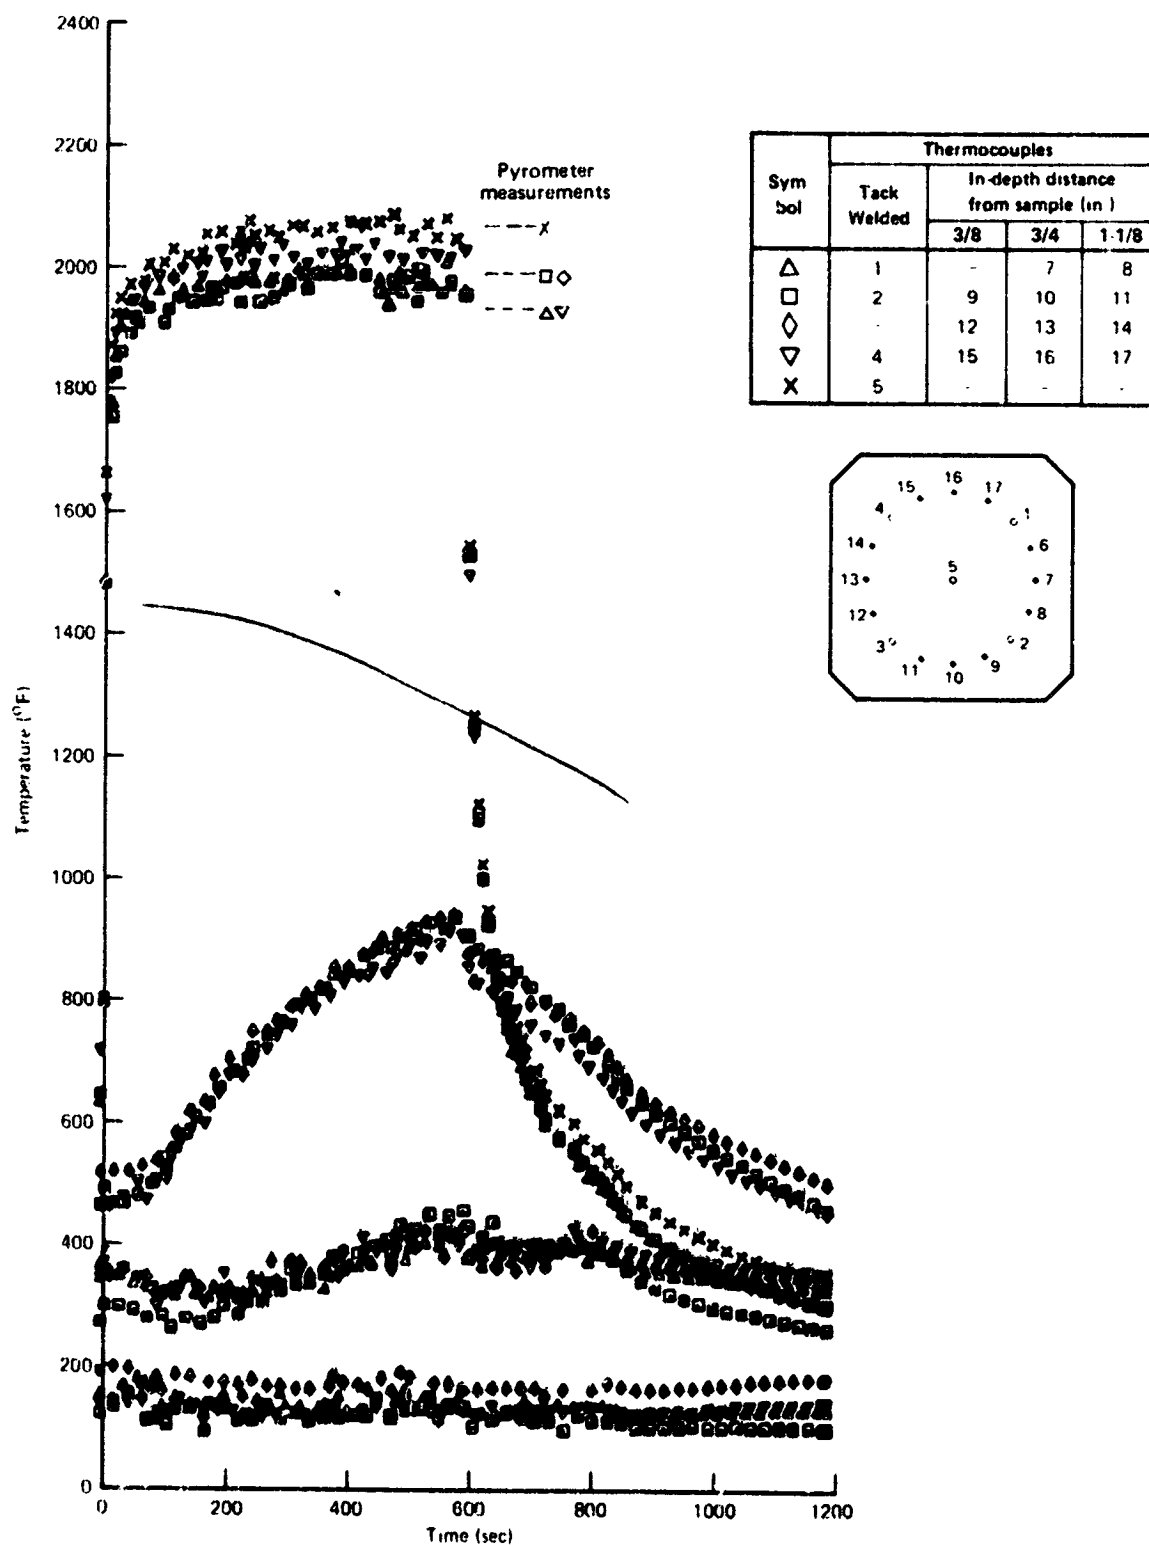 2400
2200
2000
1800
1600
1400
1200
1000
800
600
400
200
0
Temperature (°F)
0 200 400 600 800 1000 1200
Time (sec)
Pyrometer
measurements
Thermocouples
Sym
bol
Tack
Welded
In-depth distance
from sample (in )
3/8 3/4 1-1/8
△ 1 - 7 8
□ 2 9 10 11
◇ - 12 13 14
▽ 4 15 16 17
X 5 - - -
16
15 17
4 1
14 6
5
13 7
12 8
3 2
11 9
10